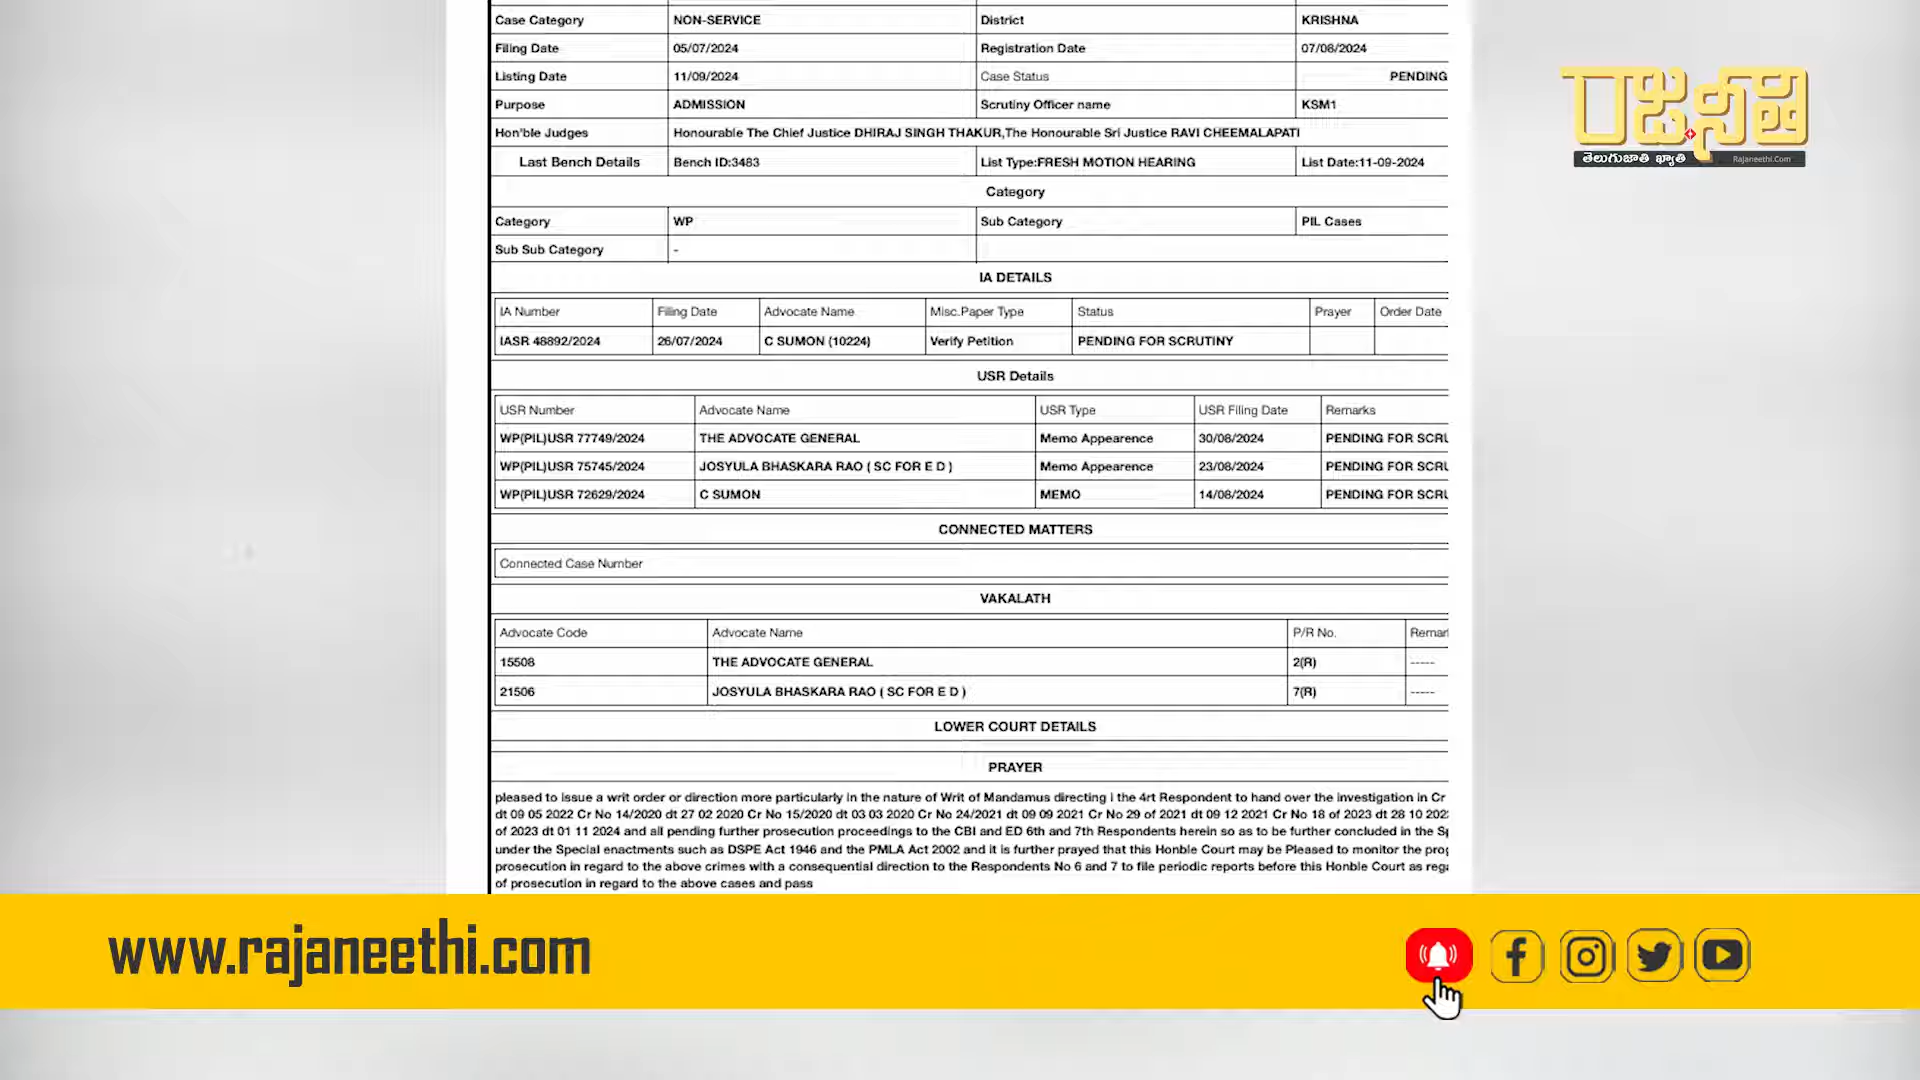 Case Category NON-SERVICE District KRISHNA
Filing Date 05/07/2024 Registration Date 07/08/2024
Listing Date 11/09/2024 Case Status PENDING
Purpose ADMISSION Scrutiny Officer name KSM1
Hon'ble Judges Honourable The Chief Justice DHIRAJ SINGH THAKUR,The Honourable Sri Justice RAVI CHEEMALAPATI
Last Bench Details Bench ID:3483 List Type:FRESH MOTION HEARING List Date:11-09-2024
Category
Category WP Sub Category PIL Cases
Sub Sub Category -
IA DETAILS
IA Number Filing Date Advocate Name Misc.Paper Type Status Prayer Order Date
IASR 48892/2024 26/07/2024 C SUMON (10224) Verify Petition PENDING FOR SCRUTINY
USR Details
USR Number Advocate Name USR Type USR Filing Date Remarks
WP(PIL)USR 77749/2024 THE ADVOCATE GENERAL Memo Appearence 30/08/2024 PENDING FOR SCRU
WP(PIL)USR 75745/2024 JOSYULA BHASKARA RAO ( SC FOR E D ) Memo Appearence 23/08/2024 PENDING FOR SCRU
WP(PIL)USR 72629/2024 C SUMON MEMO 14/08/2024 PENDING FOR SCRU
CONNECTED MATTERS
Connected Case Number
VAKALATH
Advocate Code Advocate Name P/R No. Remar
15508 THE ADVOCATE GENERAL 2(R) -----
21506 JOSYULA BHASKARA RAO ( SC FOR E D ) 7(R) -----
LOWER COURT DETAILS
PRAYER
pleased to issue a writ order or direction more particularly in the nature of Writ of Mandamus directing i the 4rt Respondent to hand over the investigation in Cr
dt 09 05 2022 Cr No 14/2020 dt 27 02 2020 Cr No 15/2020 dt 03 03 2020 Cr No 24/2021 dt 09 09 2021 Cr No 29 of 2021 dt 09 12 2021 Cr No 18 of 2023 dt 28 10 202
of 2023 dt 01 11 2024 and all pending further prosecution proceedings to the CBI and ED 6th and 7th Respondents herein so as to be further concluded in the Sp
under the Special enactments such as DSPE Act 1946 and the PMLA Act 2002 and it is further prayed that this Honble Court may be Pleased to monitor the prog
prosecution in regard to the above crimes with a consequential direction to the Respondents No 6 and 7 to file periodic reports before this Honble Court as rega
of prosecution in regard to the above cases and pass
రాజనీతి
తెలుగుజాతి ఖ్యాతి Rajaneethi.Com
www.rajaneethi.com